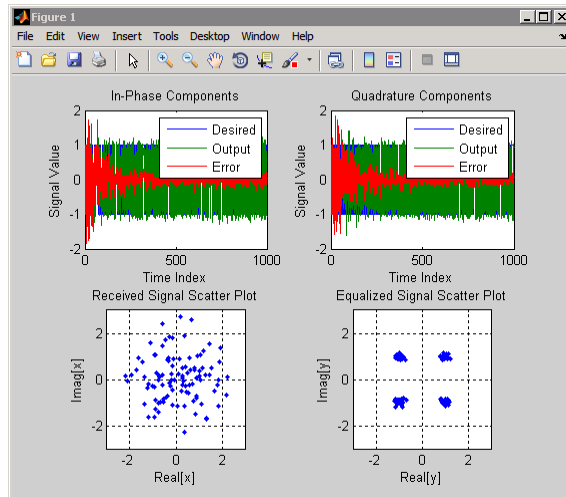 Figure 1
File Edit View Insert Tools Desktop Window Help
In-Phase Components
Quadrature Components
2
1
0
-1
-2
Signal Value
Desired
Output
Error
0
500
1000
Time Index
2
1
0
-1
-2
Signal Value
Desired
Output
Error
0
500
1000
Time Index
Received Signal Scatter Plot
Equalized Signal Scatter Plot
2
0
-2
Imag[x]
-2
0
2
Real[x]
2
0
-2
Imag[y]
-2
0
2
Real[y]